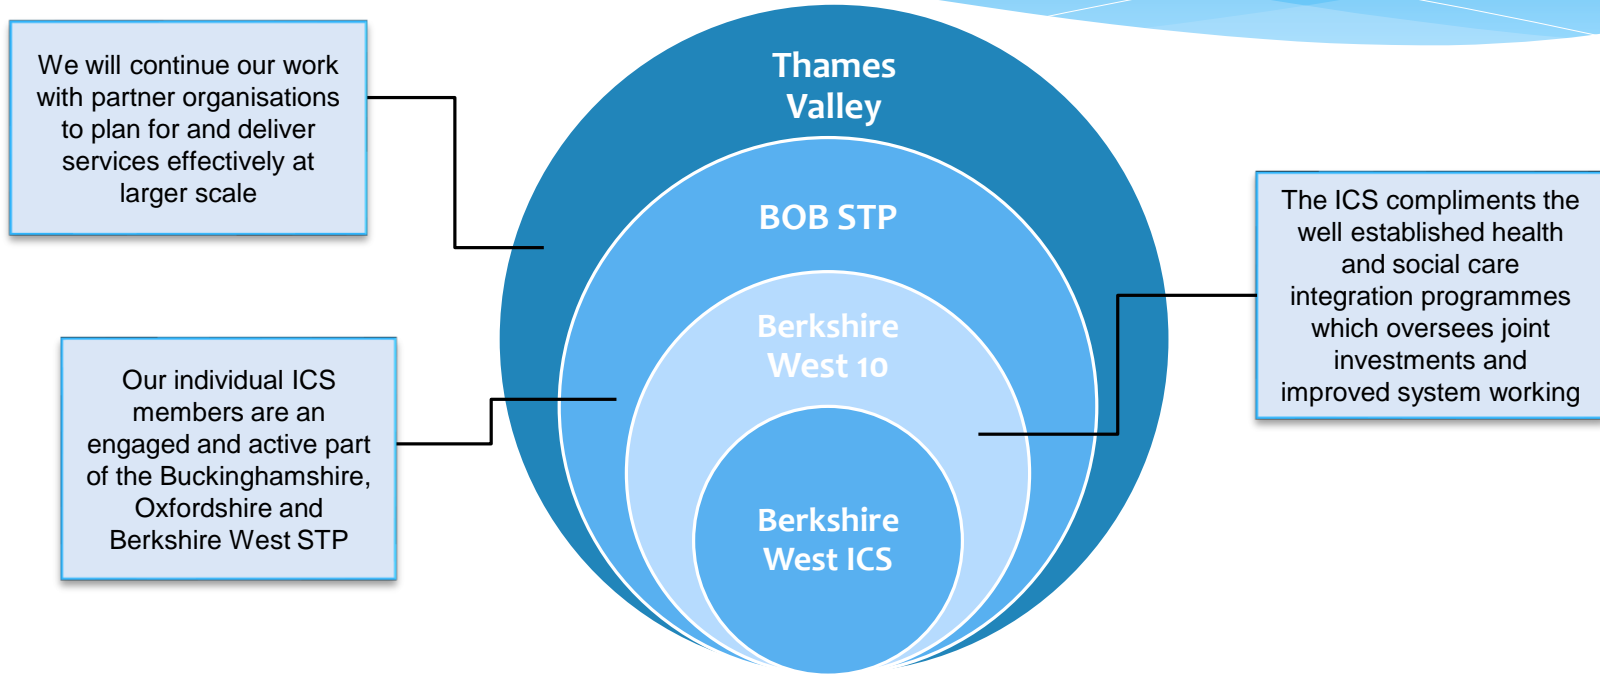 We will continue our work
with partner organisations
to plan for and deliver
services effectively at
larger scale
Thames
Valley
BOB STP
Berkshire
West 10
Berkshire
West ICS
Our individual ICS
members are an
engaged and active part
of the Buckinghamshire,
Oxfordshire and
Berkshire West STP
The ICS compliments the
well established health
and social care
integration programmes
which oversees joint
investments and
improved system working